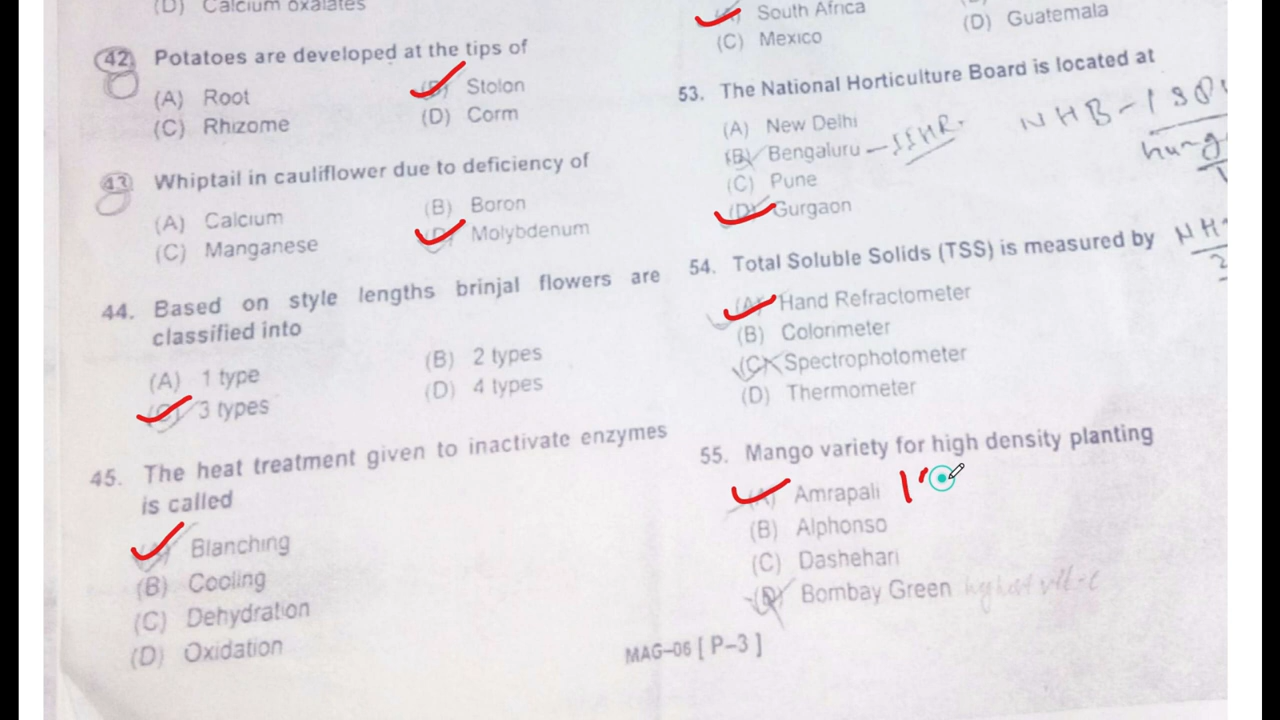 (D) Calcium oxalates
42. Potatoes are developed at the tips of
(A) Root
(B) Stolon
(C) Rhizome
(D) Corm
43. Whiptail in cauliflower due to deficiency of
(A) Calcium
(B) Boron
(C) Manganese
(D) Molybdenum
44. Based on style lengths brinjal flowers are
classified into
(A) 1 type
(B) 2 types
(C) 3 types
(D) 4 types
45. The heat treatment given to inactivate enzymes
is called
(A) Blanching
(B) Cooling
(C) Dehydration
(D) Oxidation
(A) South Africa
(C) Mexico
(D) Guatemala
53. The National Horticulture Board is located at
(A) New Delhi
(B) Bengaluru
(C) Pune
(D) Gurgaon
NHB-198
54. Total Soluble Solids (TSS) is measured by
(A) Hand Refractometer
(B) Colorimeter
(C) Spectrophotometer
(D) Thermometer
55. Mango variety for high density planting
(A) Amrapali
(B) Alphonso
(C) Dashehari
(D) Bombay Green
MAG-06 [ P-3 ]